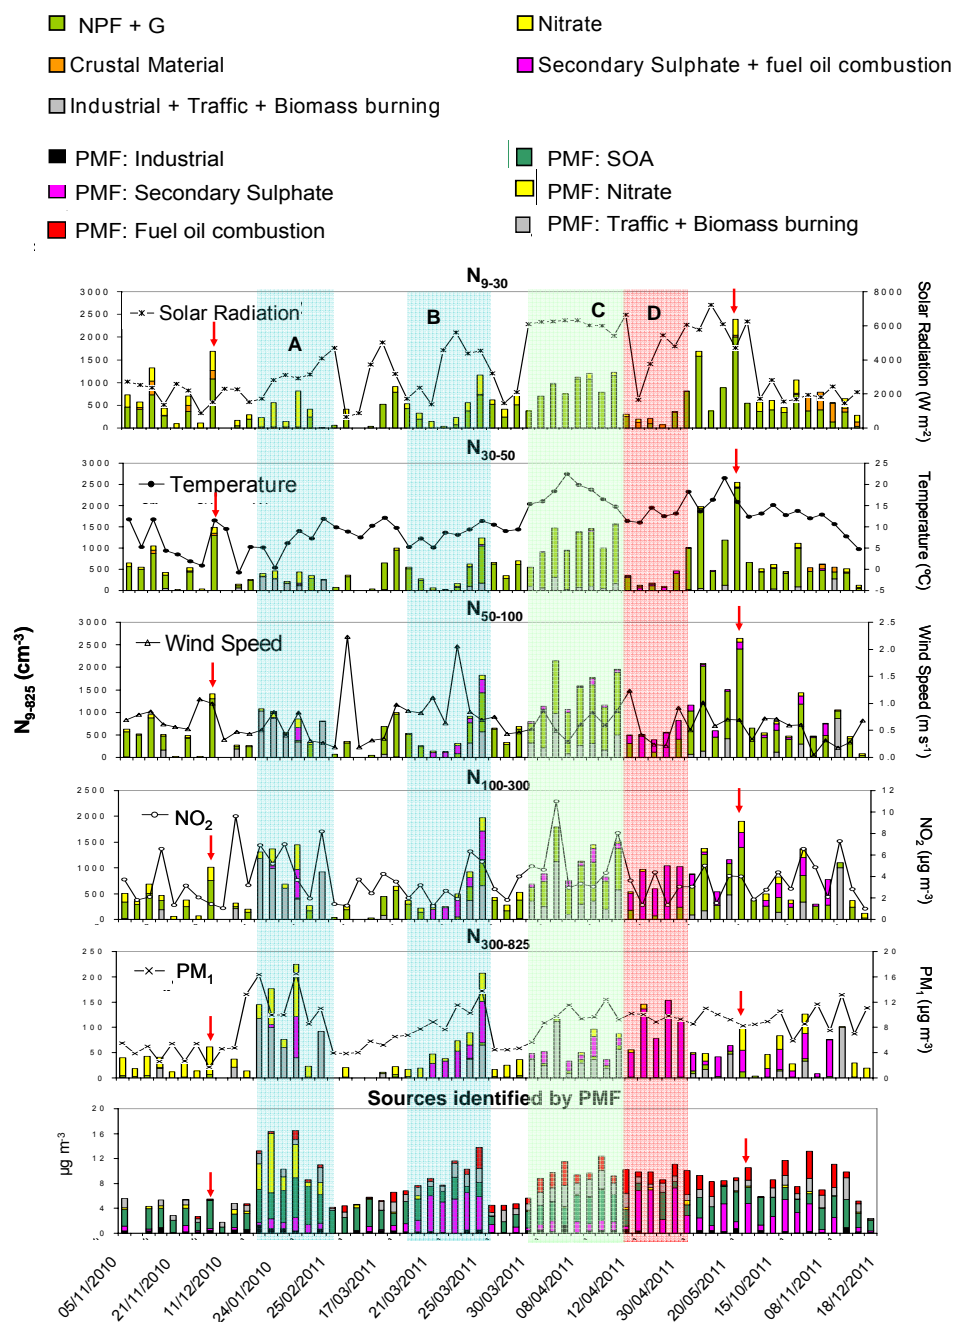 NPF + G
Nitrate
Crustal Material
Secondary Sulphate + fuel oil combustion
Industrial + Traffic + Biomass burning
PMF: Industrial
PMF: SOA
PMF: Secondary Sulphate
PMF: Nitrate
PMF: Fuel oil combustion
PMF: Traffic + Biomass burning
N9-30
3000
2500
2000
1500
1000
500
0
Solar Radiation
A
B
C
D
8000
6000
4000
2000
0
Solar Radiation (W m-2)
N30-50
3000
2500
2000
1500
1000
500
0
Temperature
25
20
15
10
5
0
-5
Temperature (ºC)
N50-100
3000
2500
2000
1500
1000
500
0
Wind Speed
2.5
2.0
1.5
1.0
0.5
0.0
Wind Speed (m s-1)
N9-825 (cm-3)
N100-300
2500
2000
1500
1000
500
0
NO2
12
10
8
6
4
2
0
NO2 (µg m-3)
N300-825
250
200
150
100
50
0
PM1
20
18
16
14
12
10
8
6
4
2
0
PM1 (µg m-3)
Sources identified by PMF
20
16
12
8
4
0
µg m-3
05/11/2010
21/11/2010
11/12/2010
24/01/2010
25/02/2011
17/03/2011
21/03/2011
25/03/2011
30/03/2011
08/04/2011
12/04/2011
30/04/2011
20/05/2011
15/10/2011
08/11/2011
18/12/2011